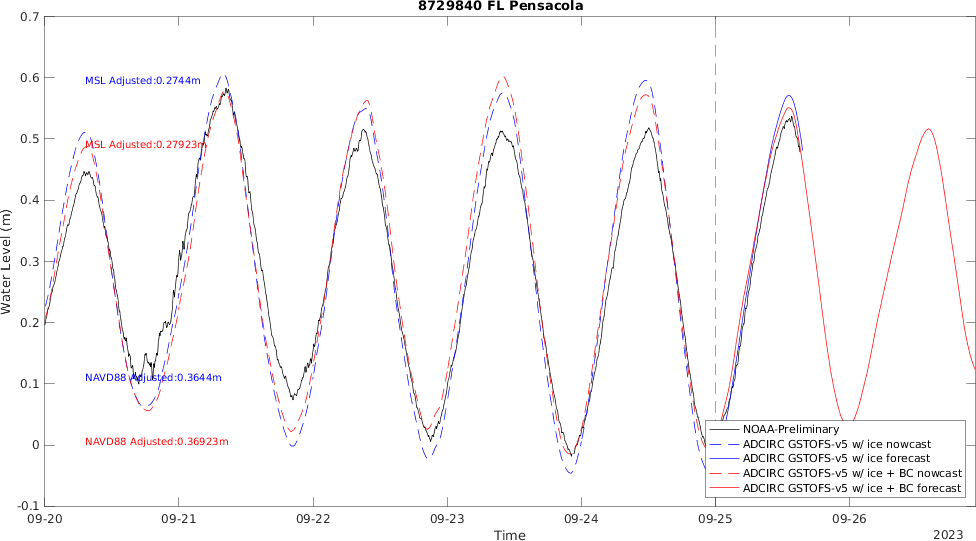 8729840 FL Pensacola
0.7
0.6
0.5
0.4
0.3
0.2
0.1
0
-0.1
Water Level (m)
MSL Adjusted:0.2744m
MSL Adjusted:0.27923m
NAVD88 Adjusted:0.3644m
NAVD88 Adjusted:0.36923m
NOAA-Preliminary
ADCIRC GSTOFS-v5 w/ ice nowcast
ADCIRC GSTOFS-v5 w/ ice forecast
ADCIRC GSTOFS-v5 w/ ice + BC nowcast
ADCIRC GSTOFS-v5 w/ ice + BC forecast
09-20 09-21 09-22 09-23 09-24 09-25 09-26
Time
2023